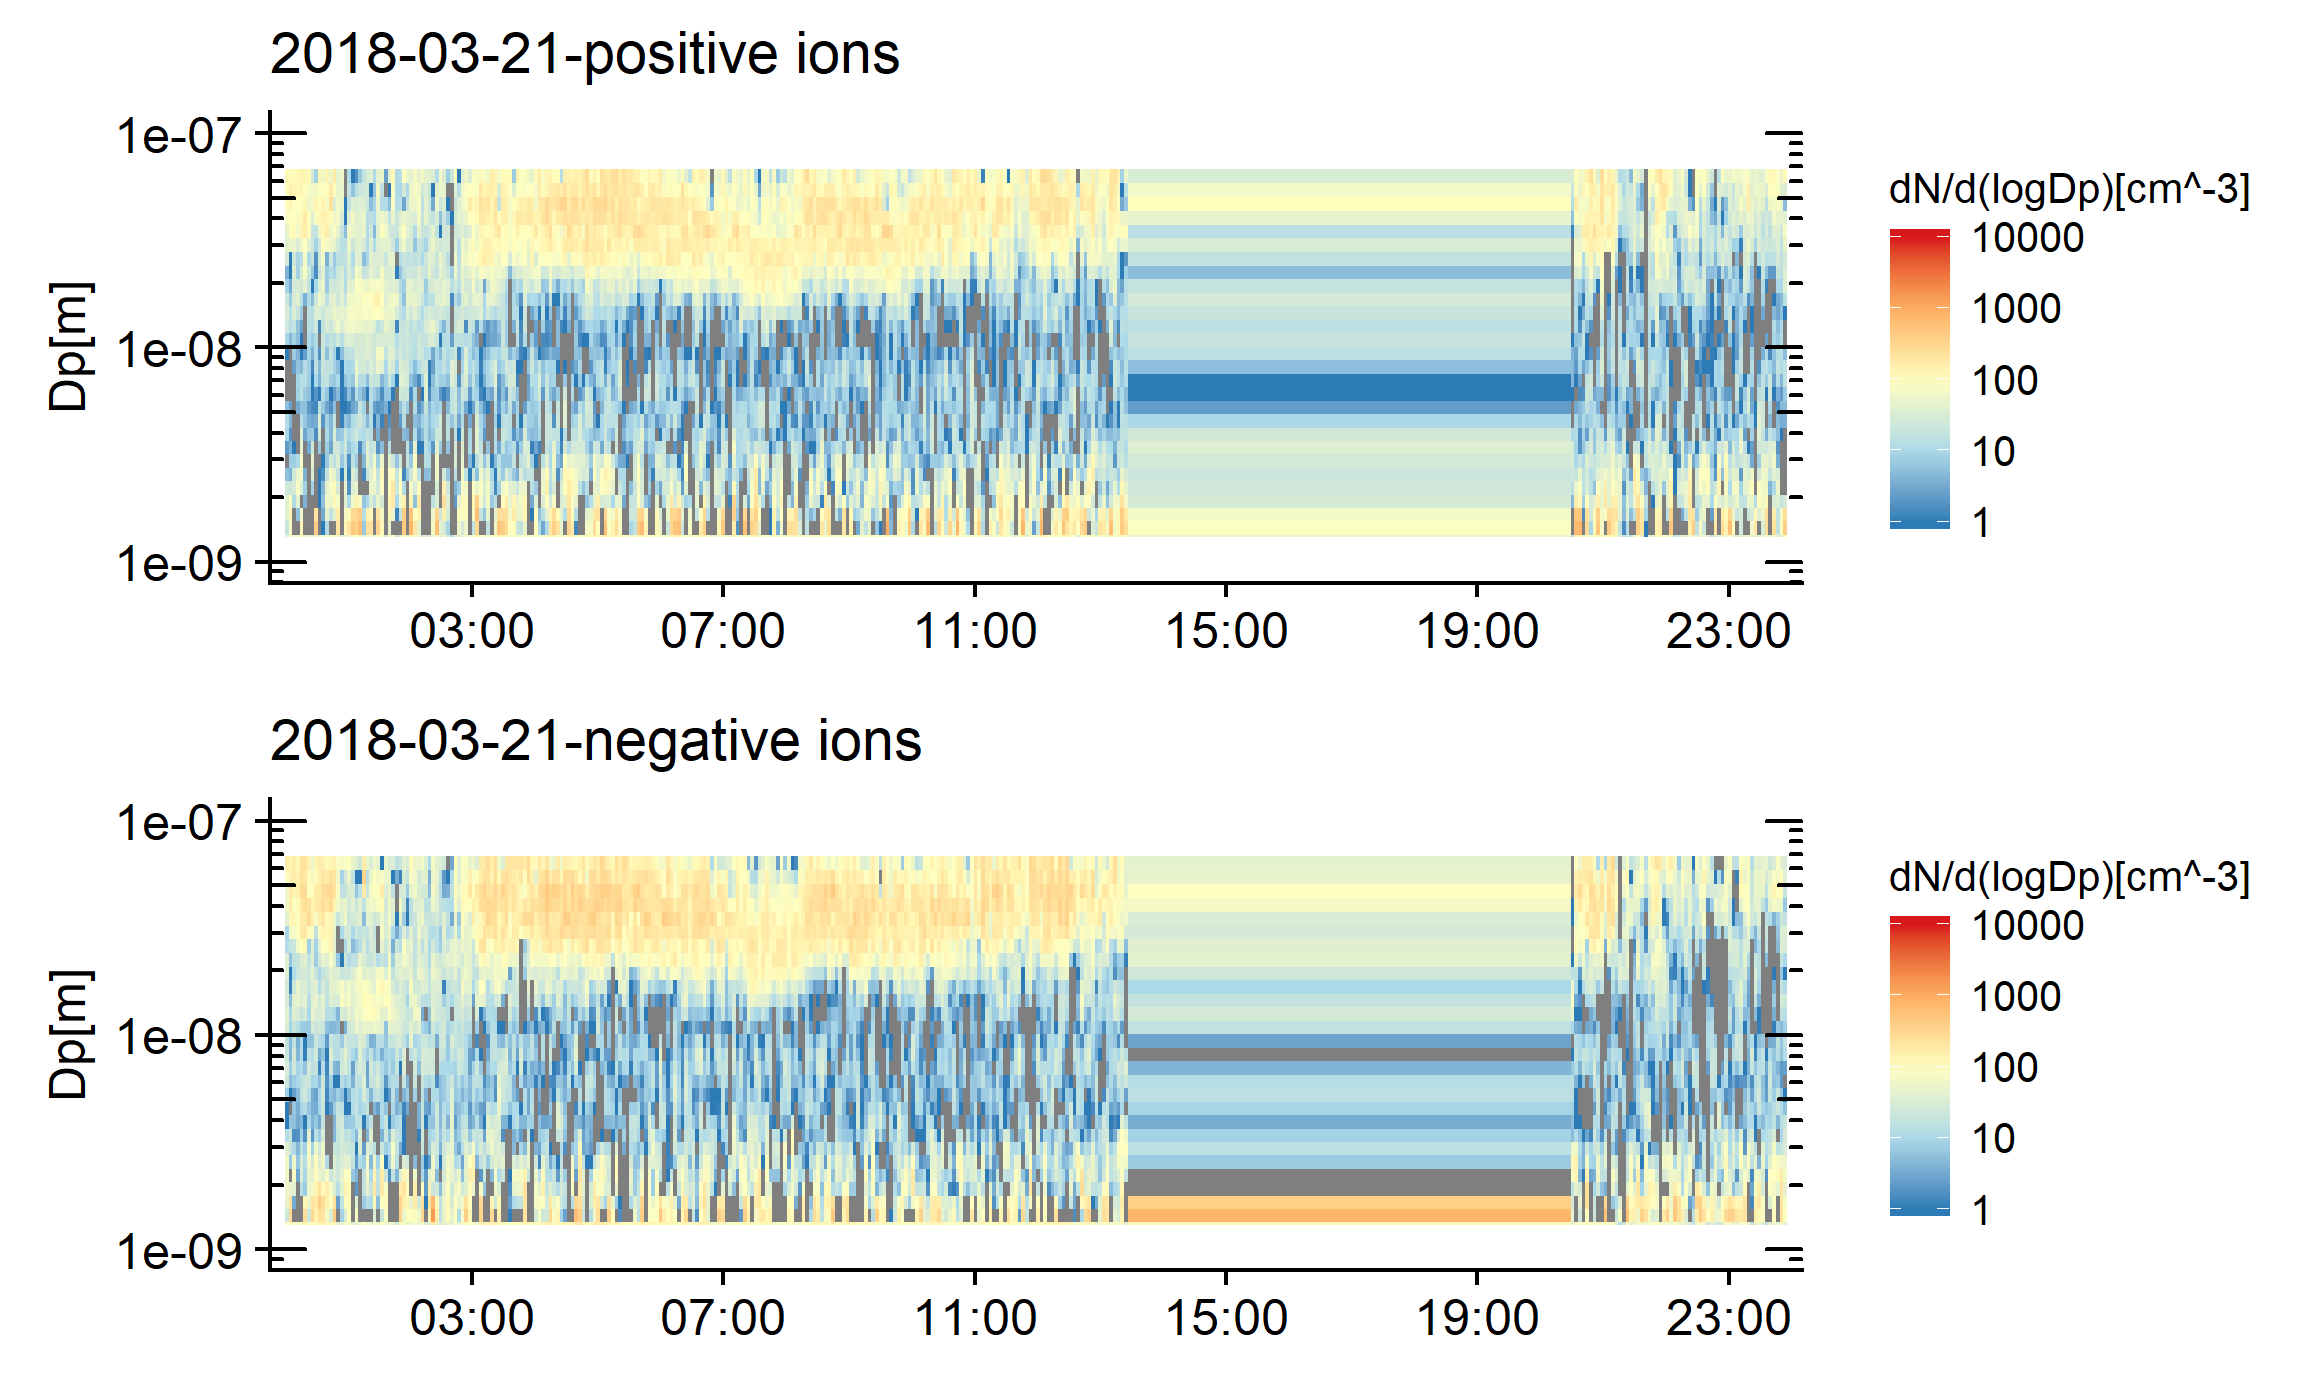 2018-03-21-positive ions
1e-07
1e-08
1e-09
Dp[m]
03:00 07:00 11:00 15:00 19:00 23:00
dN/d(logDp)[cm^-3]
10000
1000
100
10
1
2018-03-21-negative ions
1e-07
1e-08
1e-09
Dp[m]
03:00 07:00 11:00 15:00 19:00 23:00
dN/d(logDp)[cm^-3]
10000
1000
100
10
1